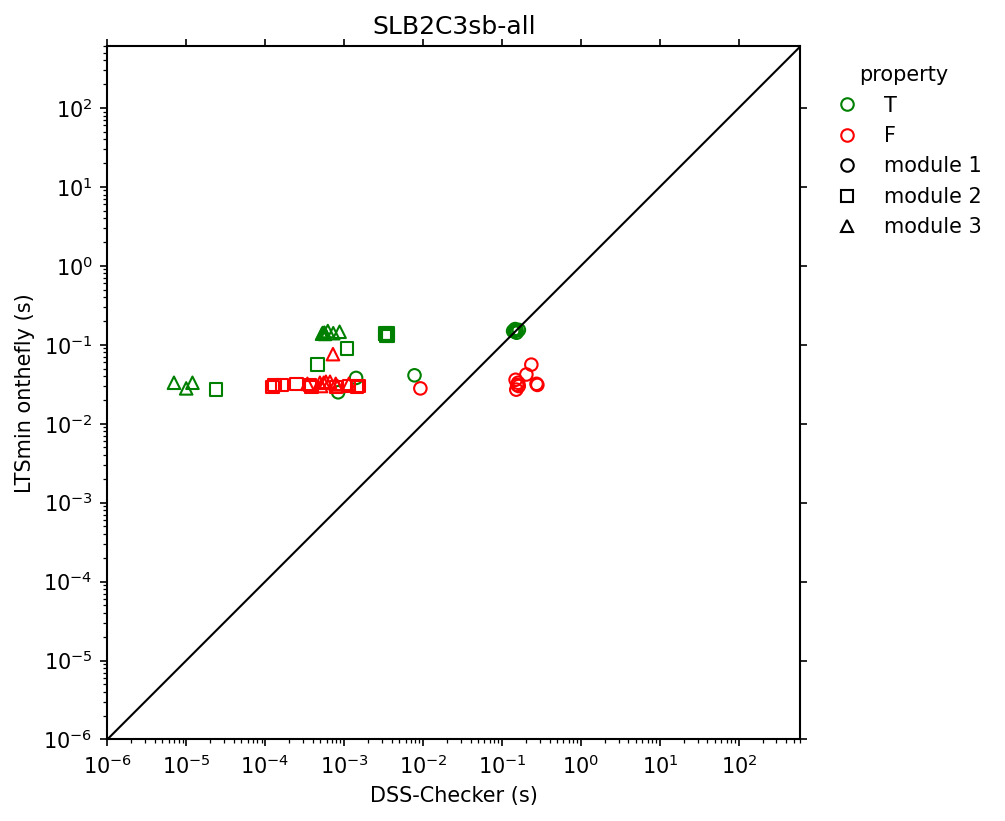 SLB2C3sb-all
property
T
F
module 1
module 2
module 3
LTSmin onthefly (s)
10²
10¹
10⁰
10⁻¹
10⁻²
10⁻³
10⁻⁴
10⁻⁵
10⁻⁶
10⁻⁶ 10⁻⁵ 10⁻⁴ 10⁻³ 10⁻² 10⁻¹ 10⁰ 10¹ 10²
DSS-Checker (s)